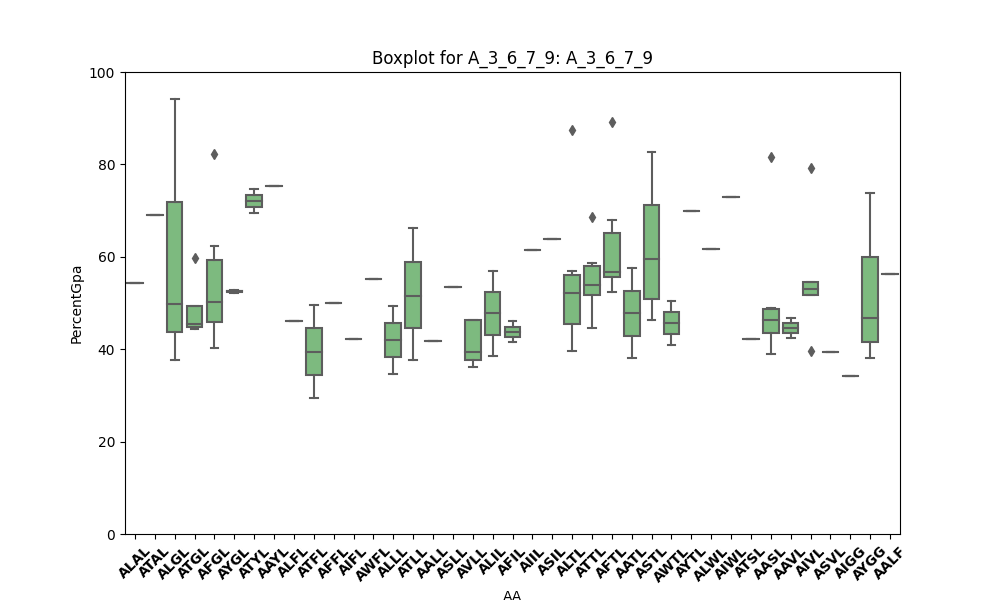 Boxplot for A_3_6_7_9: A_3_6_7_9
PercentGpa
100
80
60
40
20
0
ALAL
ATAL
ALGL
ATGL
AFGL
AYGL
ATYL
AAYL
ALFL
ATFL
AFFL
AIFL
AWFL
ALLL
ATLL
AALL
ASLL
AVLL
ALIL
AFIL
AIIL
ASIL
ALTL
ATTL
AFTL
AATL
ASTL
AWTL
AYTL
ALWL
AIWL
ATSL
AASL
AAVL
AIVL
ASVL
AIGG
AYGG
AALF
AA